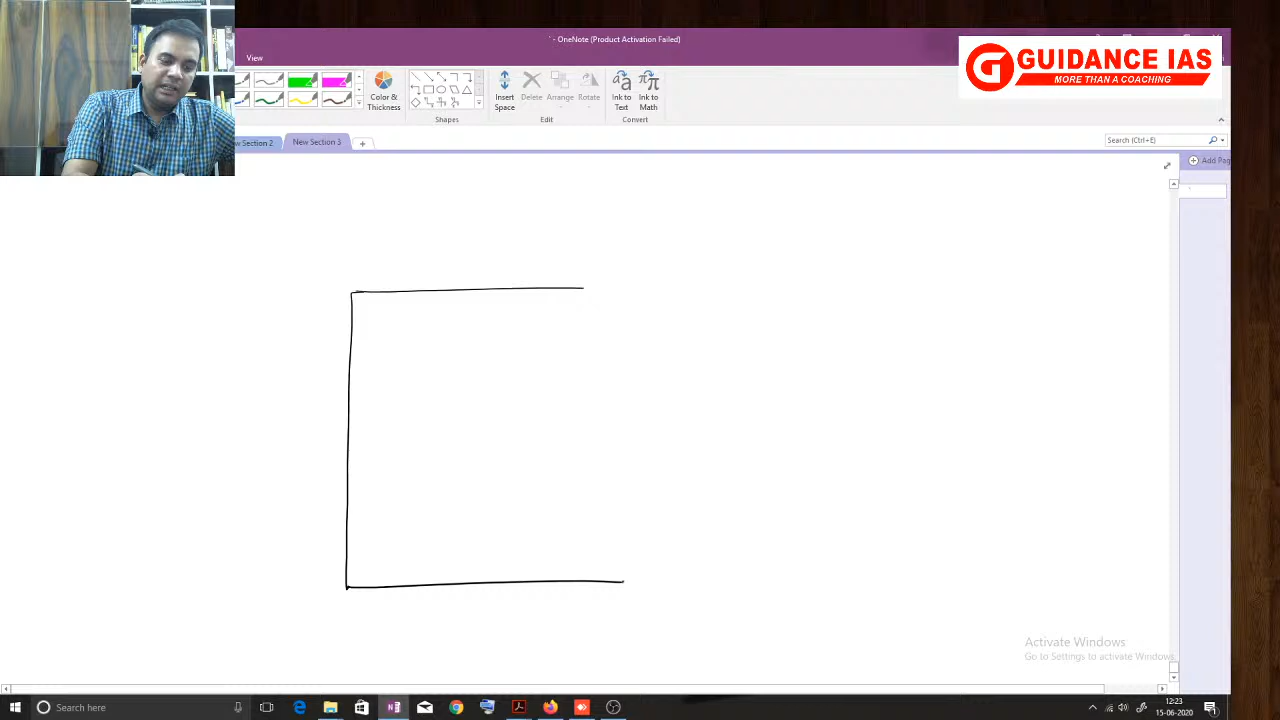 ' - OneNote (Product Activation Failed)
GUIDANCE IAS
MORE THAN A COACHING
View
Color &
Thickness
Insert
Space
Delete
Arrange
Rotate
Ink to
Text
Ink to
Math
Shapes
Edit
Convert
Section 2
New Section 3
Search (Ctrl+E)
Add Pag
Activate Windows
Go to Settings to activate Windows.
Search here
12:23
15-06-2020